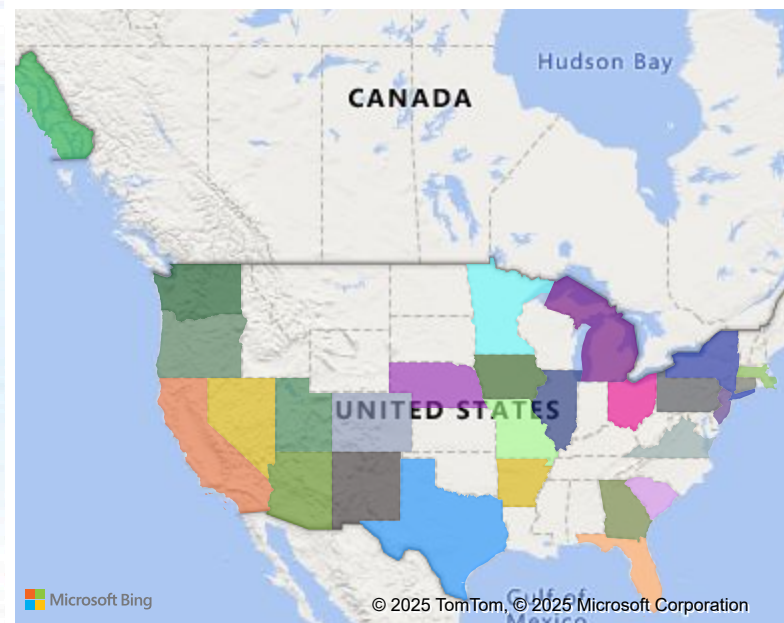 Hudson Bay
CANADA
UNITED STATES
Gulf of
Mexico
Microsoft Bing
© 2025 TomTom, © 2025 Microsoft Corporation